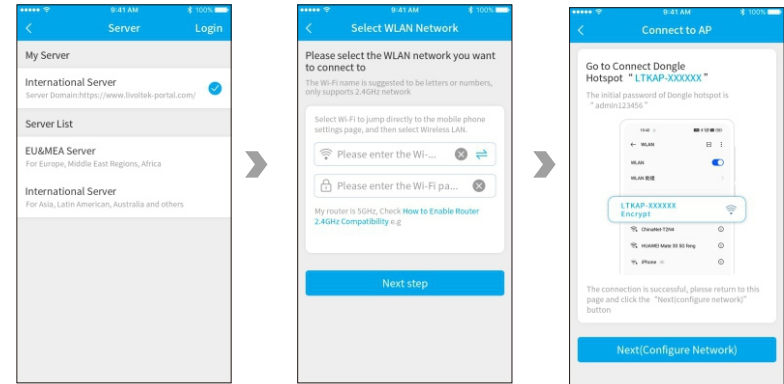 9:41 AM
100%
Server
Login
My Server
International Server
Server Domain:https://www.livoltek-portal.com/
Server List
EU&MEA Server
For Europe, Middle East Regions, Africa
International Server
For Asia, Latin American, Australia and others
9:41 AM
100%
Select WLAN Network
Please select the WLAN network you want
to connect to
The Wi-Fi name is suggested to be letters or numbers,
only supports 2.4GHz network
Select Wi-Fi to jump directly to the mobile phone
settings page, and then select Wireless LAN.
Please enter the Wi-...
Please enter the Wi-Fi pa...
My router is 5GHz, Check How to Enable Router
2.4GHz Compatibility e.g
Next step
9:41 AM
100%
Connect to AP
Go to Connect Dongle
Hotspot “ LTKAP-XXXXXX ”
The initial password of Dongle hotspot is
“ admin123456 ”
WLAN
WLAN
LTKAP-XXXXXX
Encrypt
ChinaNet-T2N4
iPhone
The connection is successful, plesse return to this
page and click the “Next(configure network)”
button
Next(Configure Network)